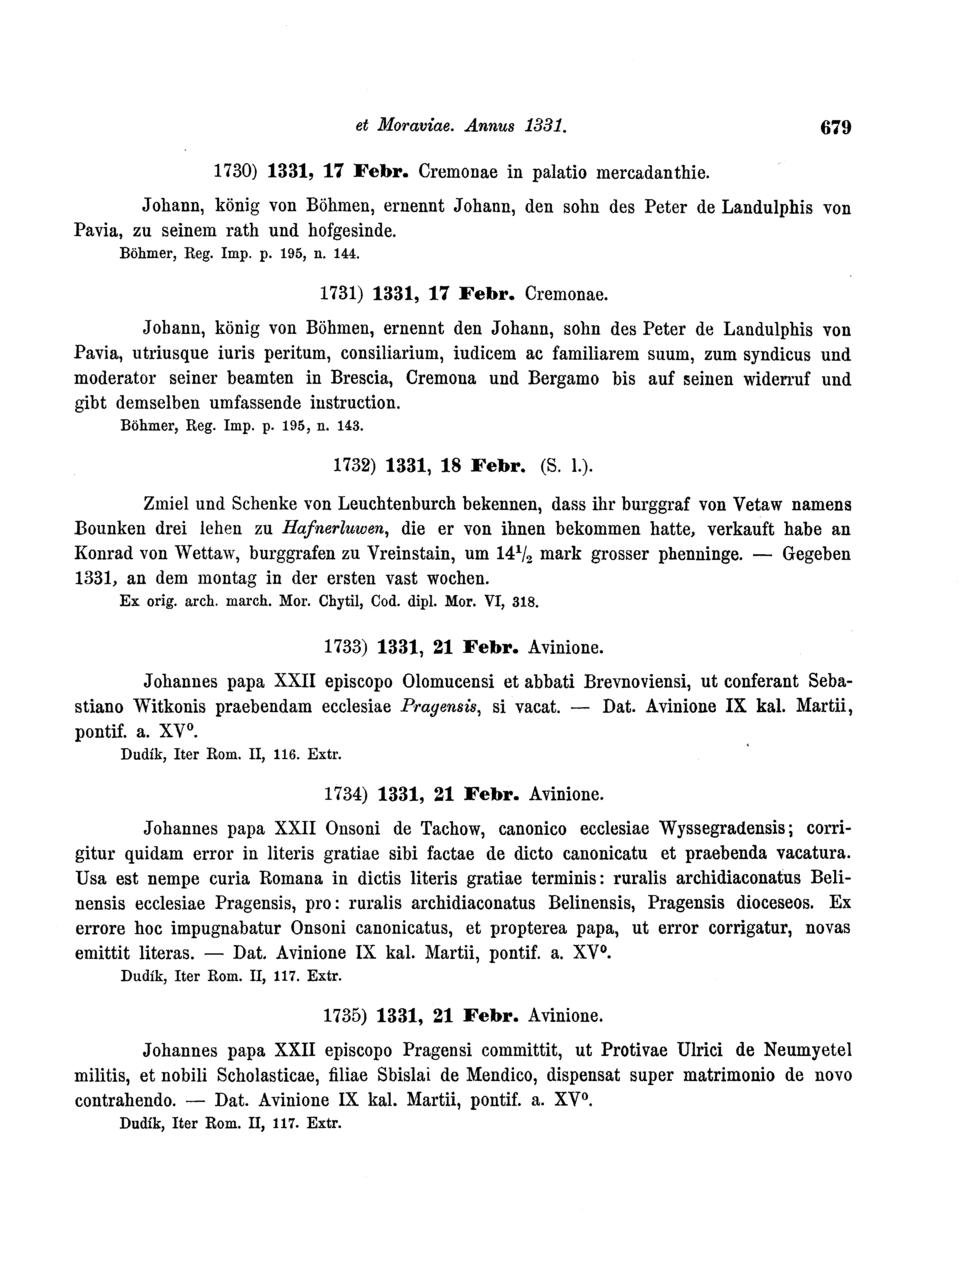 et Moraviae. Annus 1331. 679
1730) 1331, 17 Febr. Cremonae in palatio mercadanthie.
Johann, könig von Böhmen, ernennt Johann, den sohn des Peter de Landulphis von
Pavia, zu seinem rath und hofgesinde.
Böhmer, Reg. Imp. p. 195, n. 144.
1731) 1331, 17 Febr. Cremonae.
Johann, könig von Böhmen, ernennt den Johann, sohn des Peter de Landulphis von
Pavia, utriusque iuris peritum, consiliarium, iudicem ac familiarem suum, zum syndicus und
moderator seiner beamten in Brescia, Cremona und Bergamo bis auf seinen widerruf und
gibt demselben umfassende instruction.
Böhmer, Reg. Imp. p. 195, n. 143.
1732) 1331, 18 Febr. (S. l.).
Zmiel und Schenke von Leuchtenburch bekennen, dass ihr burggraf von Vetaw namens
Bounken drei lehen zu Hafnerluwen, die er von ihnen bekommen hatte, verkauft habe an
Konrad von Wettaw, burggrafen zu Vreinstain, um 14½ mark grosser phenninge. — Gegeben
1331, an dem montag in der ersten vast wochen.
Ex orig. arch. march. Mor. Chytil, Cod. dipl. Mor. VI, 318.
1733) 1331, 21 Febr. Avinione.
Johannes papa XXII episcopo Olomucensi et abbati Brevnoviensi, ut conferant Seba-
stiano Witkonis praebendam ecclesiae Pragensis, si vacat. — Dat. Avinione IX kal. Martii,
pontif. a. XV⁰.
Dudík, Iter Rom. II, 116. Extr.
1734) 1331, 21 Febr. Avinione.
Johannes papa XXII Onsoni de Tachow, canonico ecclesiae Wyssegradensis; corri-
gitur quidam error in literis gratiae sibi factae de dicto canonicatu et praebenda vacatura.
Usa est nempe curia Romana in dictis literis gratiae terminis: ruralis archidiaconatus Beli-
nensis ecclesiae Pragensis, pro: ruralis archidiaconatus Belinensis, Pragensis dioceseos. Ex
errore hoc impugnabatur Onsoni canonicatus, et propterea papa, ut error corrigatur, novas
emittit literas. — Dat. Avinione IX kal. Martii, pontif. a. XV⁰.
Dudík, Iter Rom. II, 117. Extr.
1735) 1331, 21 Febr. Avinione.
Johannes papa XXII episcopo Pragensi committit, ut Protivae Ulrici de Neumyetel
militis, et nobili Scholasticae, filiae Sbislai de Mendico, dispensat super matrimonio de novo
contrahendo. — Dat. Avinione IX kal. Martii, pontif. a. XV⁰.
Dudík, Iter Rom. II, 117. Extr.